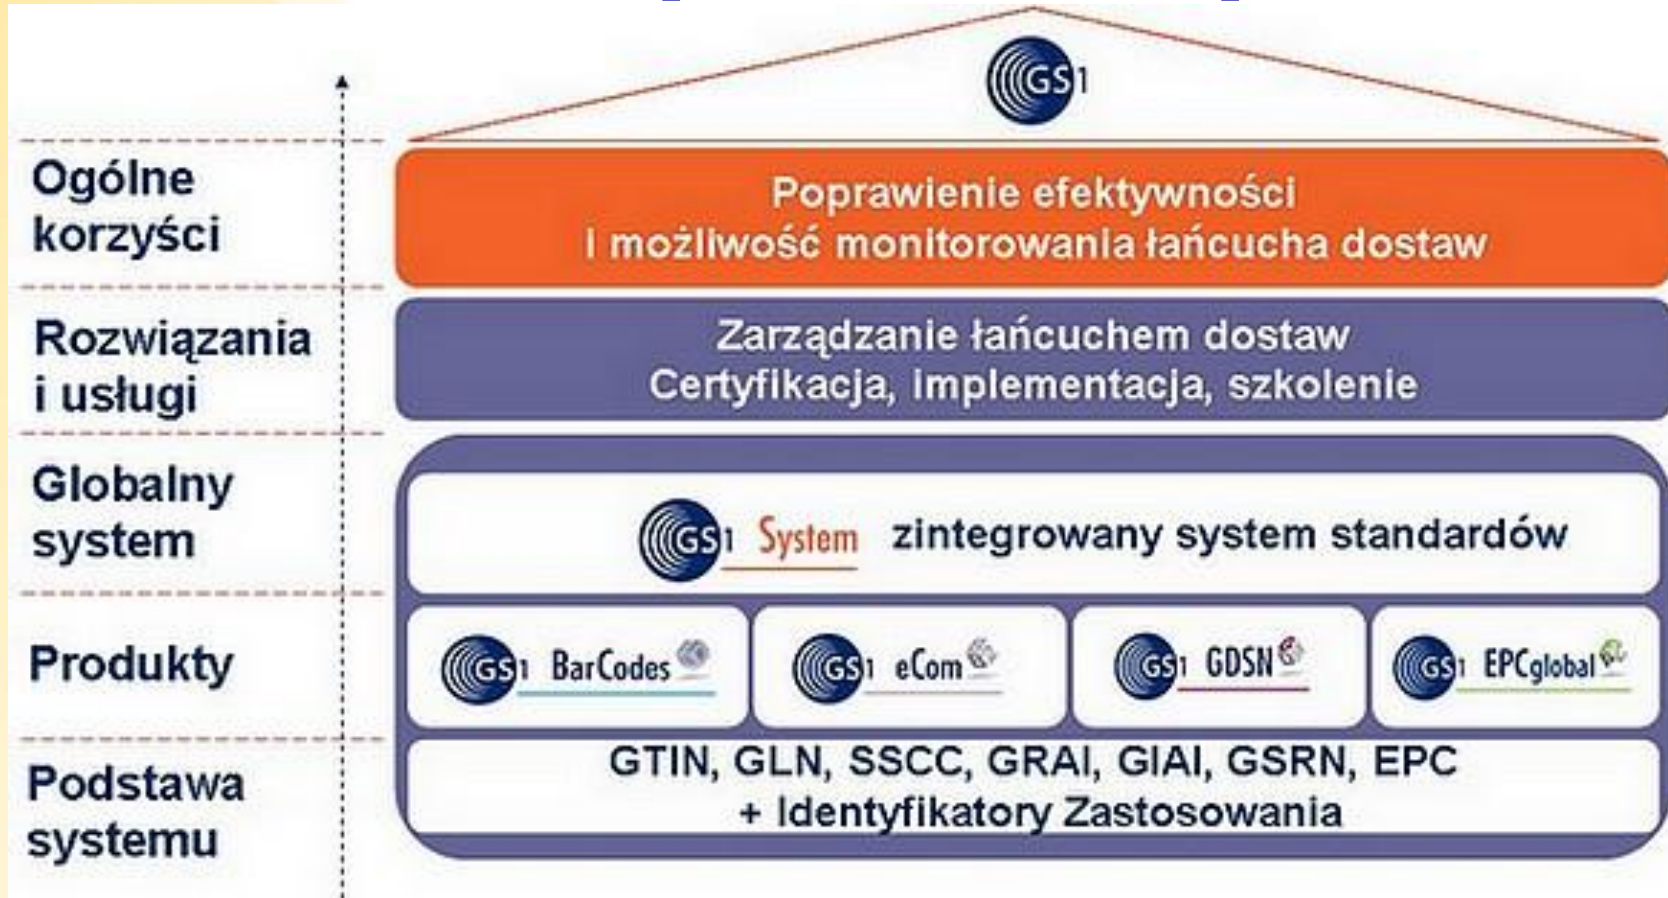 GS1
Ogólne
korzyści
Poprawienie efektywności
i możliwość monitorowania łańcucha dostaw
Rozwiązania
i usługi
Zarządzanie łańcuchem dostaw
Certyfikacja, implementacja, szkolenie
Globalny
system
GS1 System zintegrowany system standardów
Produkty
GS1 BarCodes
GS1 eCom
GS1 GDSN
GS1 EPCglobal
Podstawa
systemu
GTIN, GLN, SSCC, GRAI, GIAI, GSRN, EPC
+ Identyfikatory Zastosowania